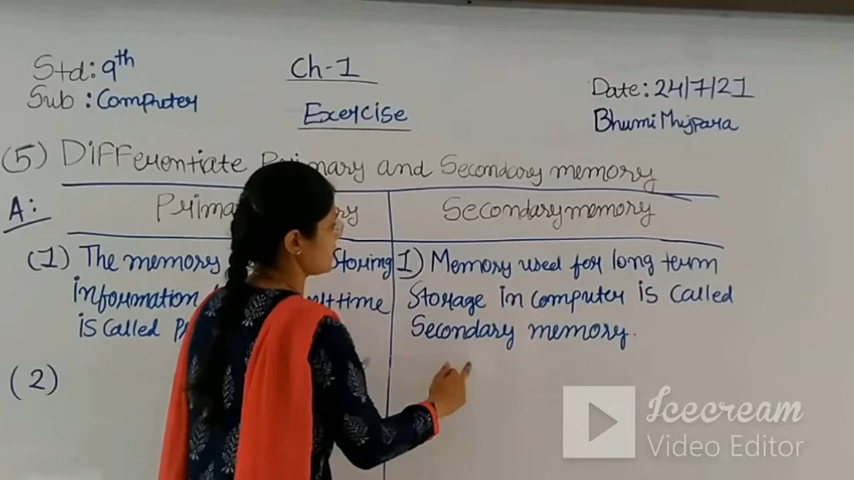 Std: 9th
Sub: Computer
Ch-1
Exercise
Date: 24/7/21
Bhumi
(5) Differentiate Primary and Secondary memory
A:
Secondary memory
(1) The memory Storing
information time
is Called
1) Memory used for long term
Storage in Computer is Called
Secondary memory.
(2)
Icecream
Video Editor